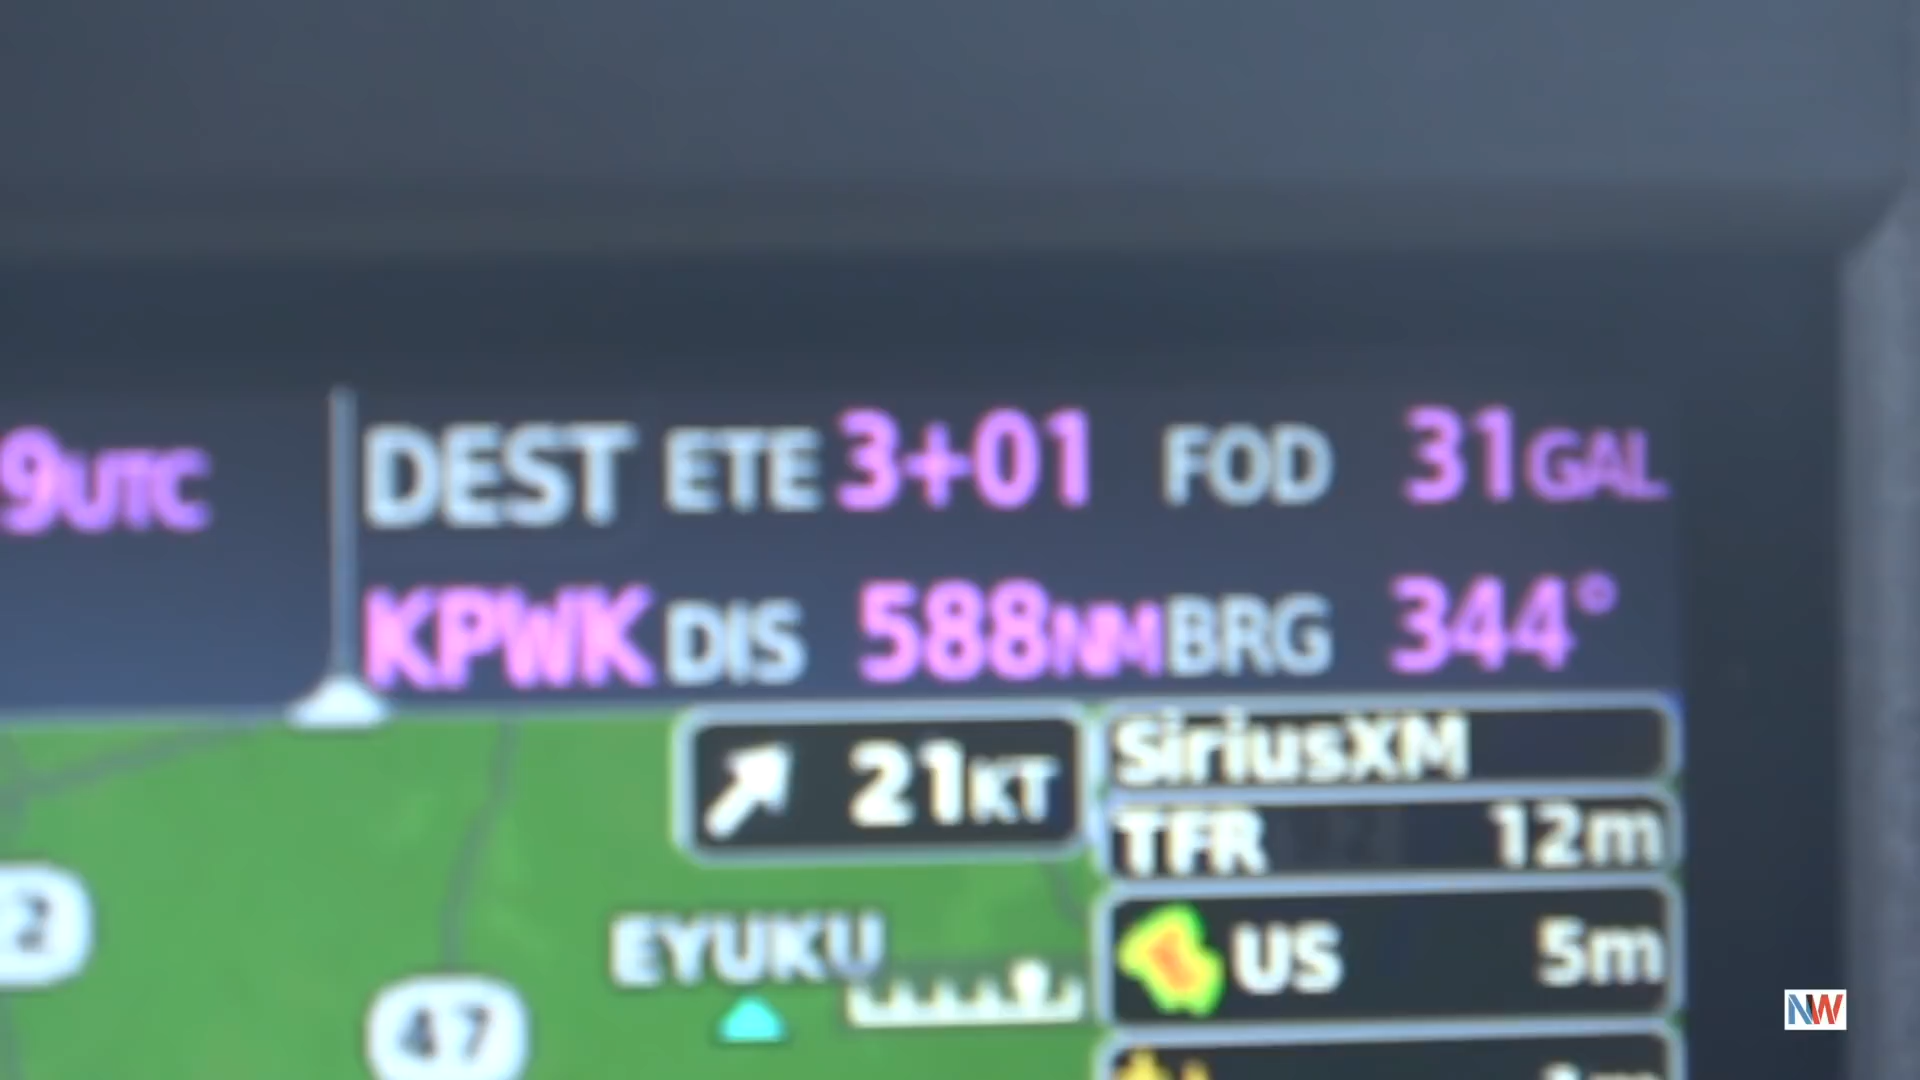 9UTC
DEST ETE 3+01 FOD 31GAL
KPWK DIS 588NM BRG 344°
21KT
SiriusXM
TFR 12m
US 5m
EYUKU
2
47
NW